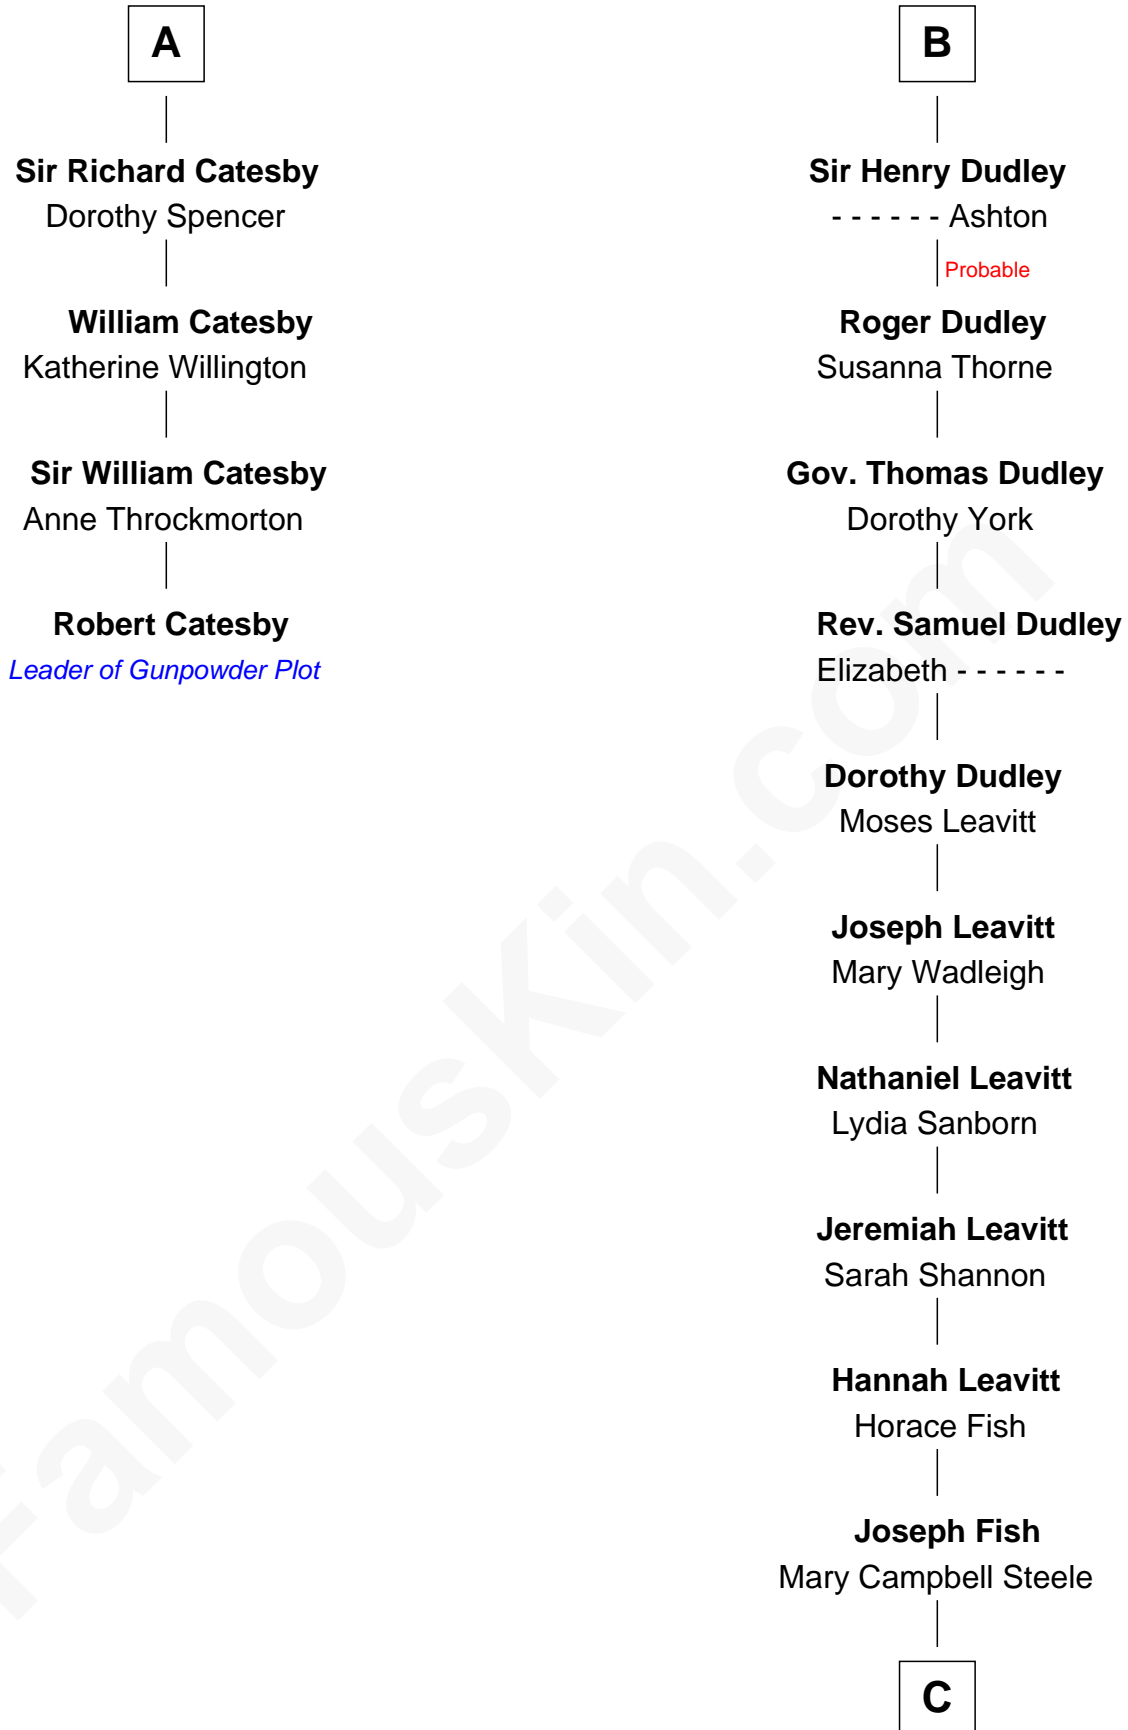 A
Sir Richard Catesby
Dorothy Spencer
William Catesby
Katherine Willington
Sir William Catesby
Anne Throckmorton
Robert Catesby
Leader of Gunpowder Plot
B
Sir Henry Dudley
- - - - - - Ashton
Probable
Roger Dudley
Susanna Thorne
Gov. Thomas Dudley
Dorothy York
Rev. Samuel Dudley
Elizabeth - - - - - -
Dorothy Dudley
Moses Leavitt
Joseph Leavitt
Mary Wadleigh
Nathaniel Leavitt
Lydia Sanborn
Jeremiah Leavitt
Sarah Shannon
Hannah Leavitt
Horace Fish
Joseph Fish
Mary Campbell Steele
C
FamousKin.com